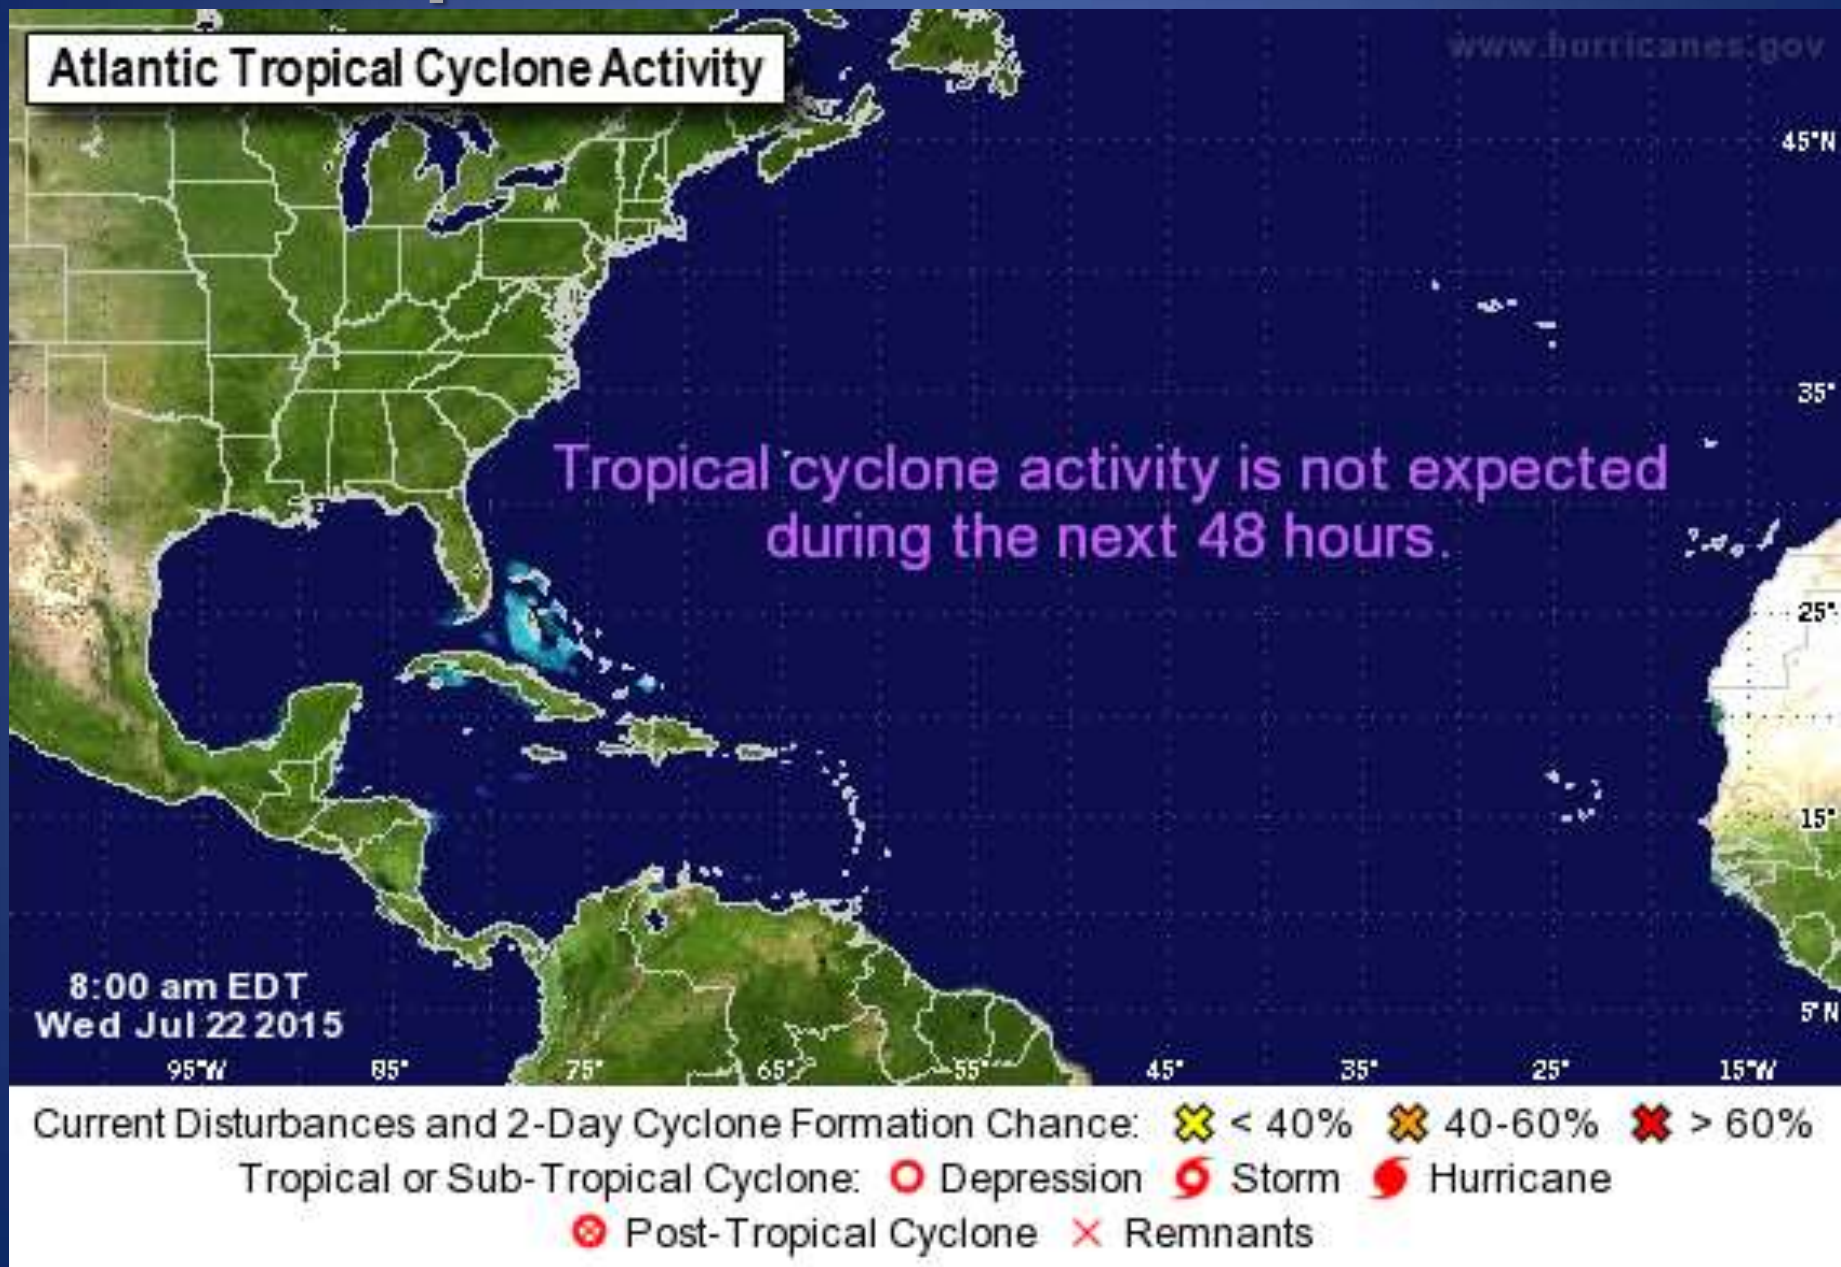 Atlantic Tropical Cyclone Activity
www.hurricanes.gov
45°N
35°
Tropical cyclone activity is not expected
during the next 48 hours.
25°
15°
8:00 am EDT
Wed Jul 22 2015
5°N
95°W 85° 75° 65° 55° 45° 35° 25° 15°W
Current Disturbances and 2-Day Cyclone Formation Chance: < 40% 40-60% > 60%
Tropical or Sub-Tropical Cyclone: Depression Storm Hurricane
Post-Tropical Cyclone Remnants